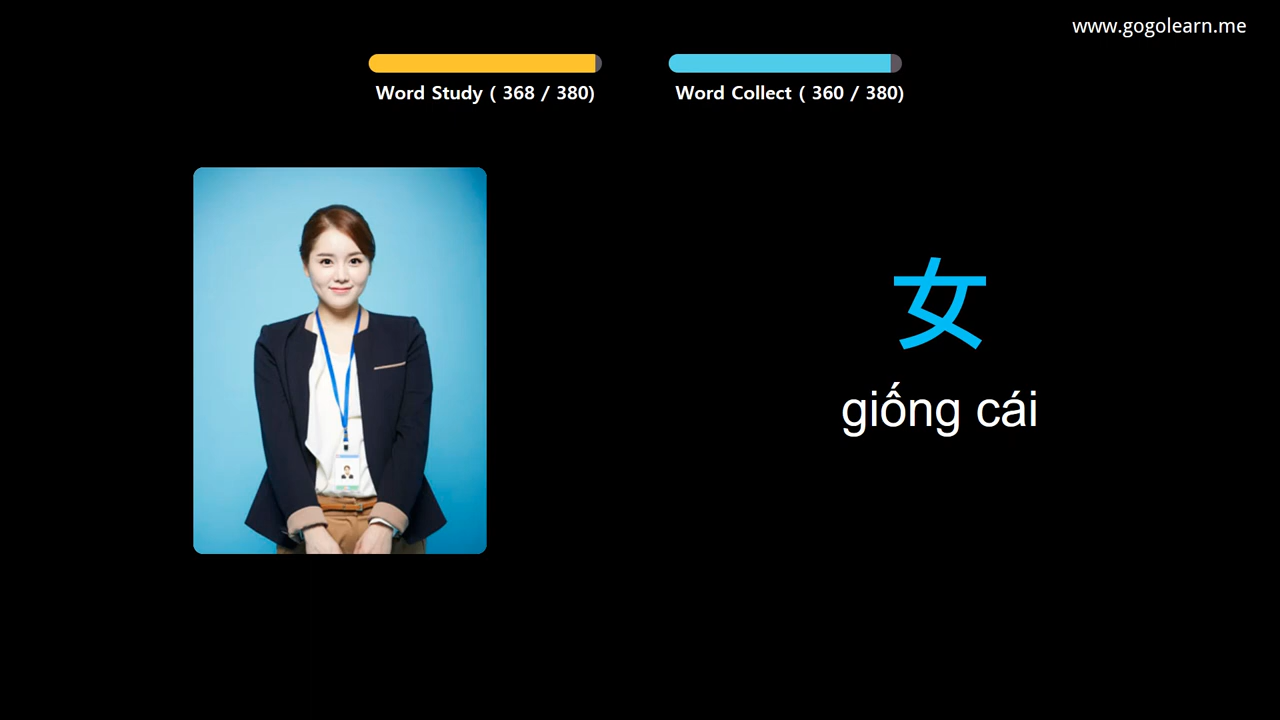 www.gogolearn.me
Word Study ( 368 / 380)
Word Collect ( 360 / 380)
女
giống cái